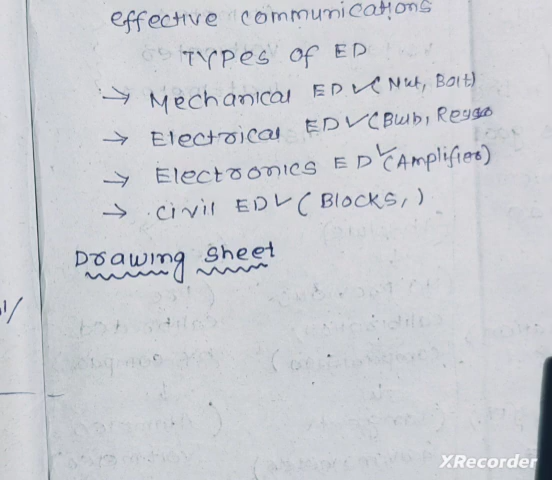 effective communications
Types of ED
→ Mechanical ED ✓ (Nut, Bolt)
→ Electrical ED ✓ (Bulb,
→ Electronics ED ✓ (Amplifier)
→ civil ED ✓ (Blocks, )
Drawing sheet
XRecorder